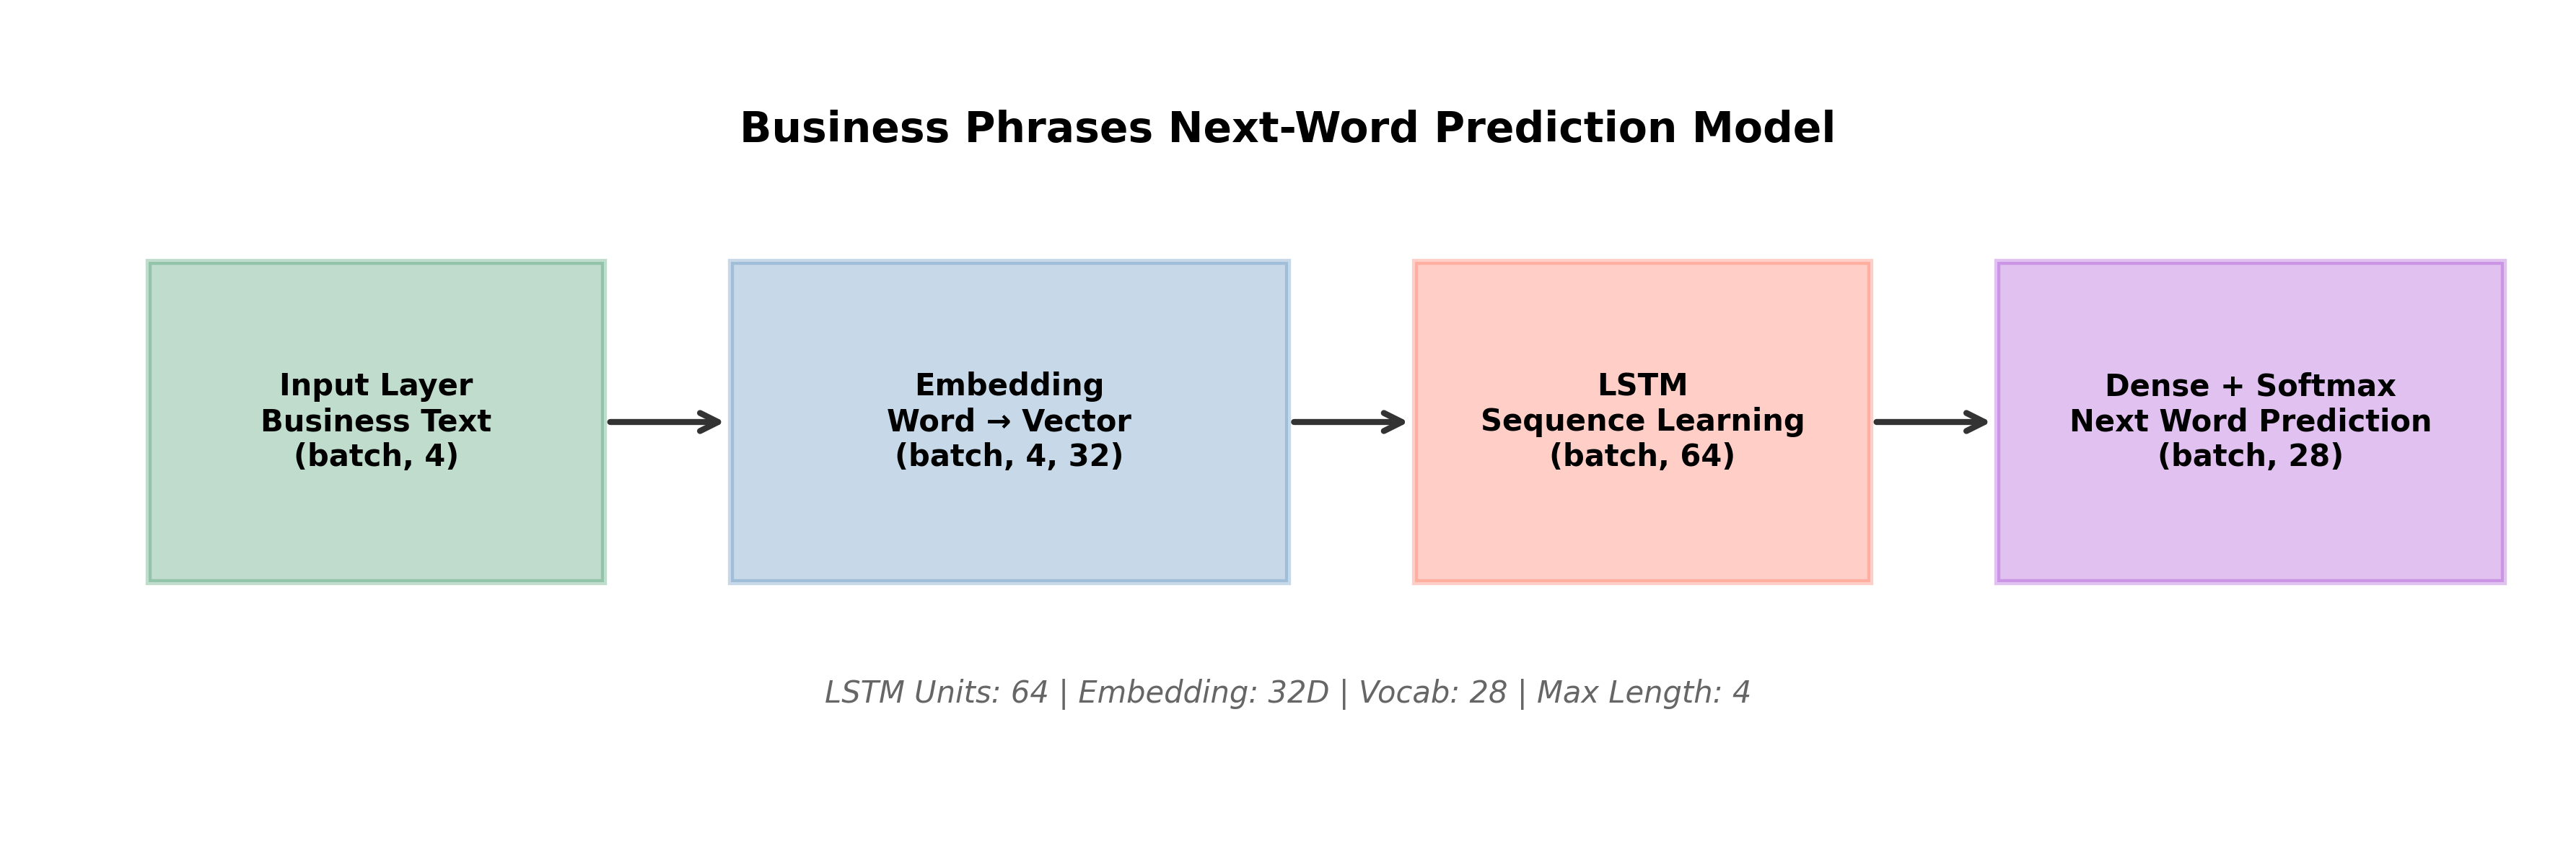 Business Phrases Next-Word Prediction Model
Input Layer
Business Text
(batch, 4)
Embedding
Word → Vector
(batch, 4, 32)
LSTM
Sequence Learning
(batch, 64)
Dense + Softmax
Next Word Prediction
(batch, 28)
LSTM Units: 64 | Embedding: 32D | Vocab: 28 | Max Length: 4